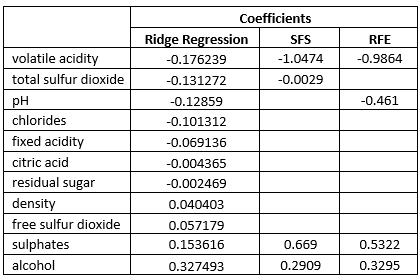 Coefficients
Ridge Regression SFS RFE
volatile acidity -0.176239 -1.0474 -0.9864
total sulfur dioxide -0.131272 -0.0029
pH -0.12859 -0.461
chlorides -0.101312
fixed acidity -0.069136
citric acid -0.004365
residual sugar -0.002469
density 0.040403
free sulfur dioxide 0.057179
sulphates 0.153616 0.669 0.5322
alcohol 0.327493 0.2909 0.3295